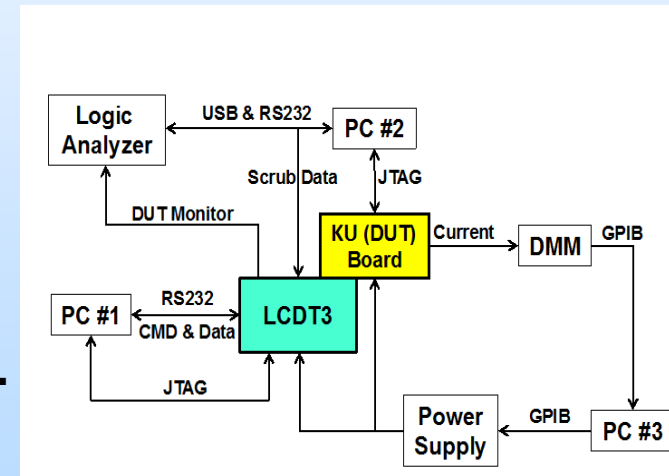 Logic
Analyzer
USB & RS232
PC #2
Scrub Data
JTAG
DUT Monitor
KU (DUT)
Board
Current
DMM
GPIB
PC #1
RS232
CMD & Data
LCDT3
JTAG
Power
Supply
GPIB
PC #3